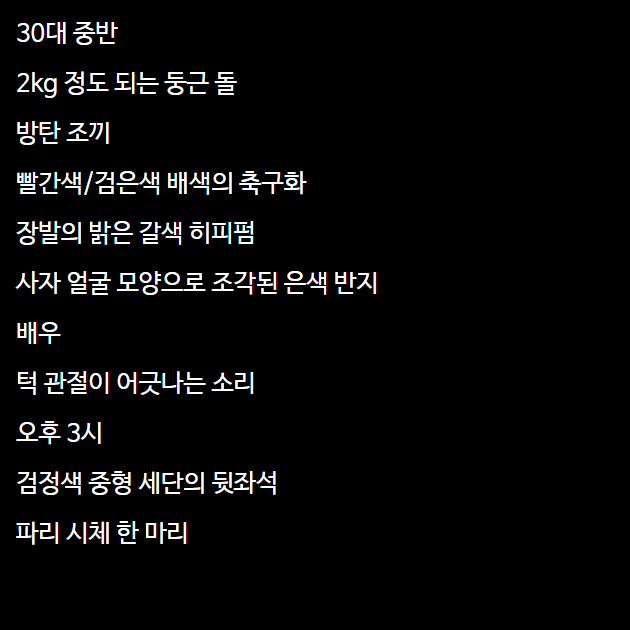 30대 중반
2kg 정도 되는 둥근 돌
방탄 조끼
빨간색/검은색 배색의 축구화
장발의 밝은 갈색 히피펌
사자 얼굴 모양으로 조각된 은색 반지
배우
턱 관절이 어긋나는 소리
오후 3시
검정색 중형 세단의 뒷좌석
파리 시체 한 마리